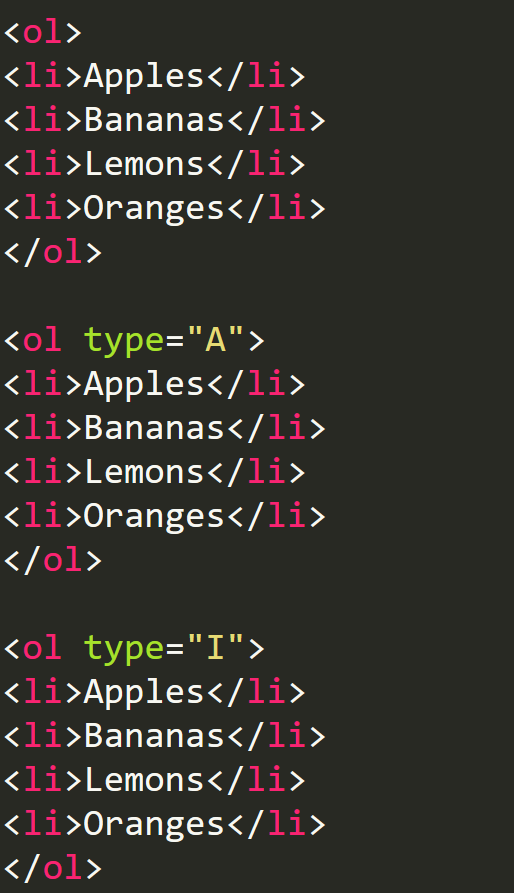 <ol>
<li>Apples</li>
<li>Bananas</li>
<li>Lemons</li>
<li>Oranges</li>
</ol>
<ol type="A">
<li>Apples</li>
<li>Bananas</li>
<li>Lemons</li>
<li>Oranges</li>
</ol>
<ol type="I">
<li>Apples</li>
<li>Bananas</li>
<li>Lemons</li>
<li>Oranges</li>
</ol>